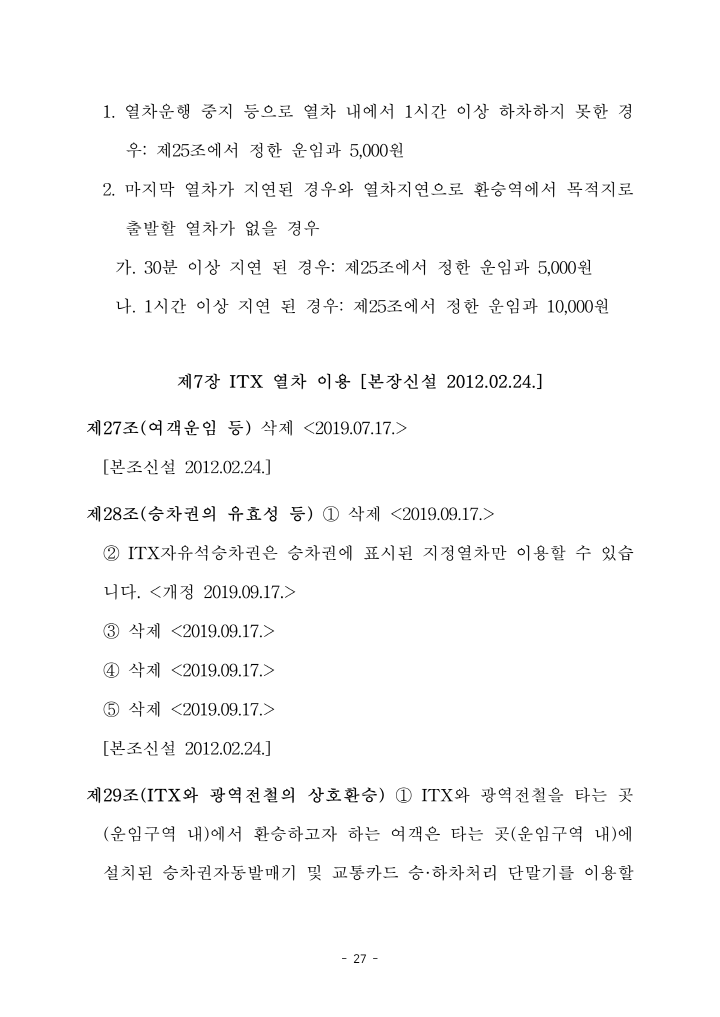 1. 열차운행 중지 등으로 열차 내에서 1시간 이상 하차하지 못한 경
우: 제25조에서 정한 운임과 5,000원
2. 마지막 열차가 지연된 경우와 열차지연으로 환승역에서 목적지로
출발할 열차가 없을 경우
가. 30분 이상 지연 된 경우: 제25조에서 정한 운임과 5,000원
나. 1시간 이상 지연 된 경우: 제25조에서 정한 운임과 10,000원
제7장 ITX 열차 이용 [본장신설 2012.02.24.]
제27조(여객운임 등) 삭제 <2019.07.17.>
[본조신설 2012.02.24.]
제28조(승차권의 유효성 등) ① 삭제 <2019.09.17.>
② ITX자유석승차권은 승차권에 표시된 지정열차만 이용할 수 있습
니다. <개정 2019.09.17.>
③ 삭제 <2019.09.17.>
④ 삭제 <2019.09.17.>
⑤ 삭제 <2019.09.17.>
[본조신설 2012.02.24.]
제29조(ITX와 광역전철의 상호환승) ① ITX와 광역전철을 타는 곳
(운임구역 내)에서 환승하고자 하는 여객은 타는 곳(운임구역 내)에
설치된 승차권자동발매기 및 교통카드 승·하차처리 단말기를 이용할
- 27 -